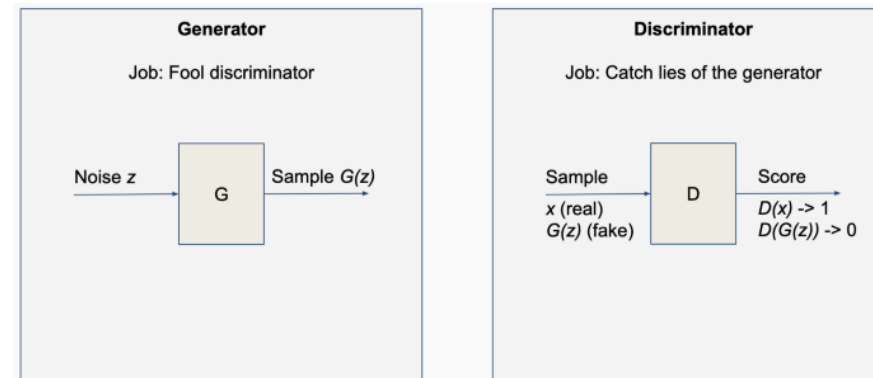 Generator
Job: Fool discriminator
Noise z
G
Sample G(z)
Discriminator
Job: Catch lies of the generator
Sample
x (real)
G(z) (fake)
D
Score
D(x) -> 1
D(G(z)) -> 0